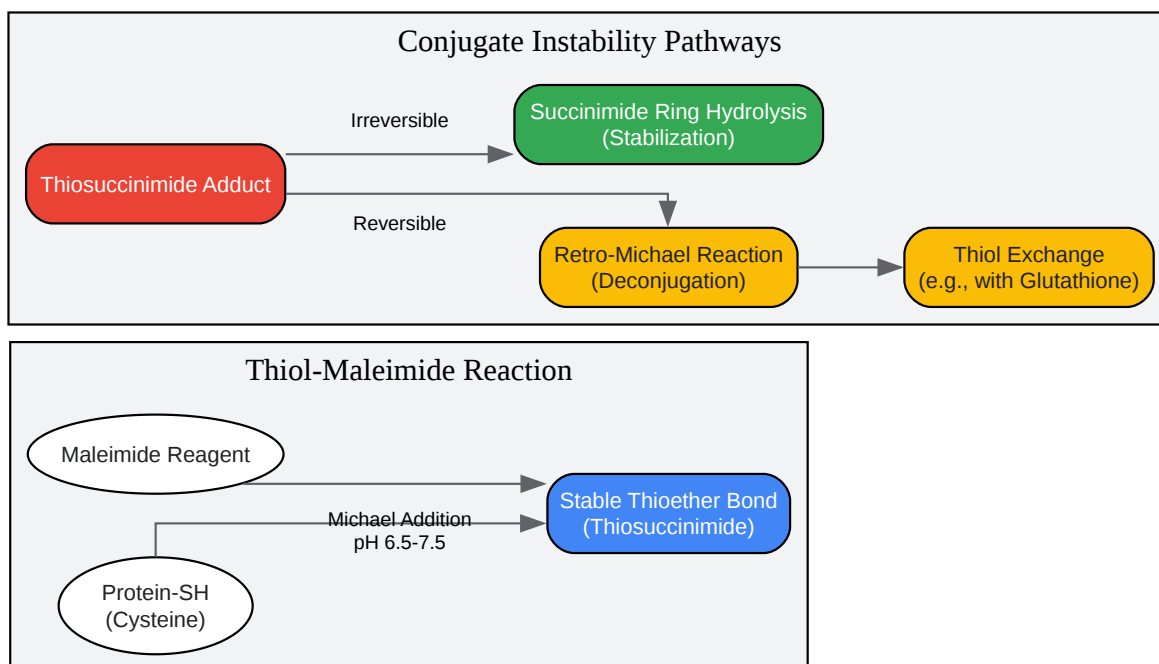 Conjugate Instability Pathways
Irreversible
Succinimide Ring Hydrolysis
(Stabilization)
Thiosuccinimide Adduct
Reversible
Retro-Michael Reaction
(Deconjugation)
Thiol Exchange
(e.g., with Glutathione)
Thiol-Maleimide Reaction
Maleimide Reagent
Stable Thioether Bond
(Thiosuccinimide)
Michael Addition
pH 6.5-7.5
Protein-SH
(Cysteine)